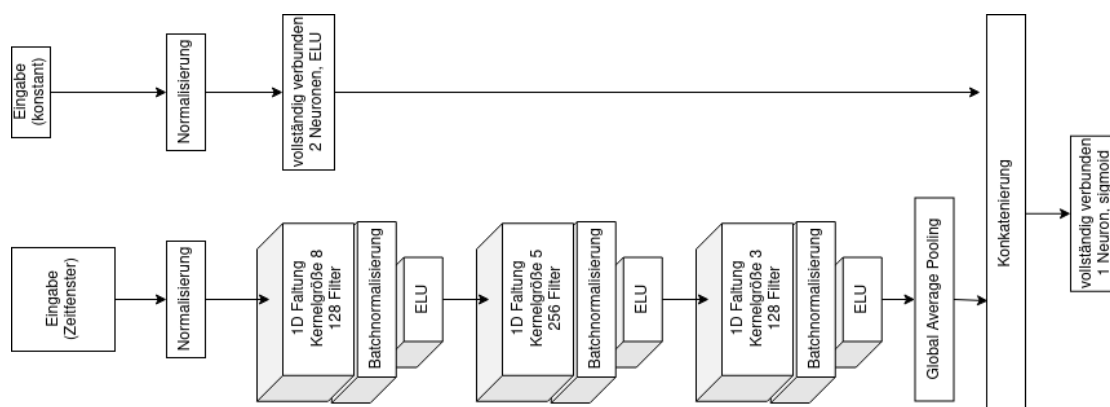 Eingabe
(konstant)
Normalisierung
vollständig verbunden
2 Neuronen, ELU
Eingabe
(Zeitfenster)
Normalisierung
1D Faltung
Kernelgröße 8
128 Filter
Batchnormalisierung
ELU
1D Faltung
Kernelgröße 5
256 Filter
Batchnormalisierung
ELU
1D Faltung
Kernelgröße 3
128 Filter
Batchnormalisierung
ELU
Global Average Pooling
Konkatenierung
vollständig verbunden
1 Neuron, sigmoid